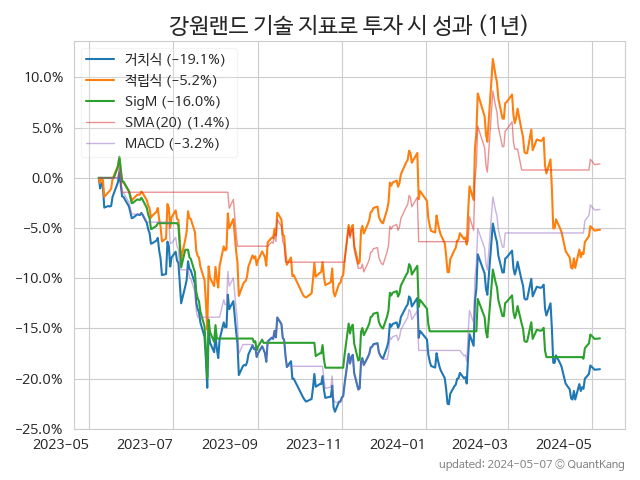 강원랜드 기술 지표로 투자 시 성과 (1년)
거치식 (−19.1%)
적립식 (−5.2%)
SigM (−16.0%)
SMA(20) (1.4%)
MACD (−3.2%)
10.0%
5.0%
0.0%
−5.0%
−10.0%
−15.0%
−20.0%
−25.0%
2023-05 2023-07 2023-09 2023-11 2024-01 2024-03 2024-05
updated: 2024-05-07 © QuantKang